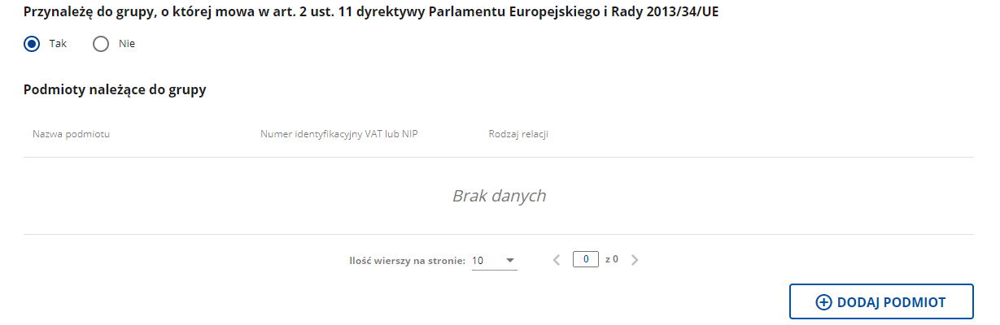 Przynależę do grupy, o której mowa w art. 2 ust. 11 dyrektywy Parlamentu Europejskiego i Rady 2013/34/UE
Tak Nie
Podmioty należące do grupy
Nazwa podmiotu Numer identyfikacyjny VAT lub NIP Rodzaj relacji
Brak danych
Ilość wierszy na stronie: 10 0 z 0
DODAJ PODMIOT